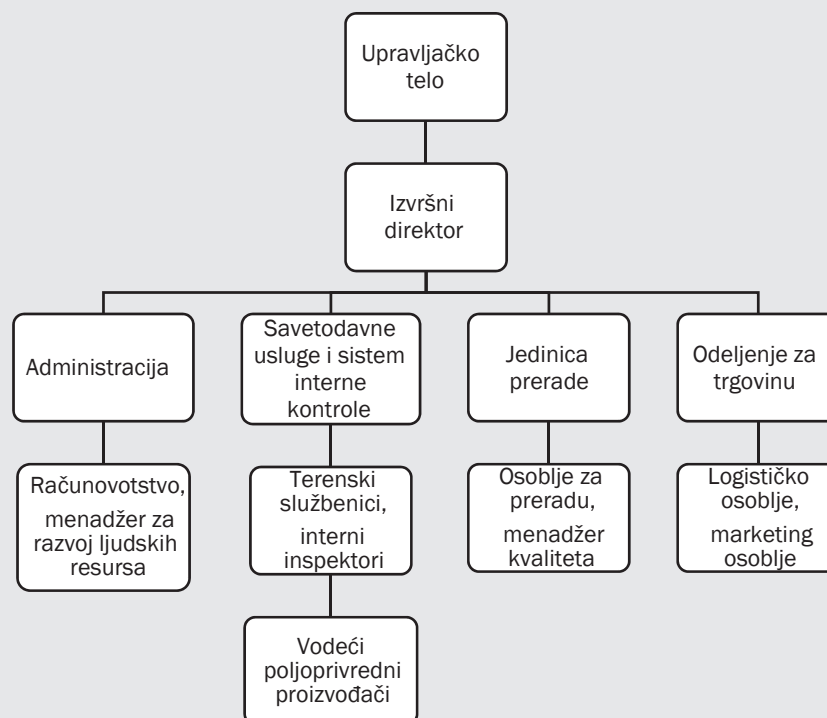 Upravljačko
telo
Izvršni
direktor
Administracija
Savetodavne
usluge i sistem
interne
kontrole
Jedinica
prerade
Odeljenje za
trgovinu
Računovotstvo,
menadžer za
razvoj ljudskih
resursa
Terenski
službenici,
interni
inspektori
Osoblje za
preradu,
menadžer
kvaliteta
Logističko
osoblje,
marketing
osoblje
Vodeći
poljoprivredni
proizvođači